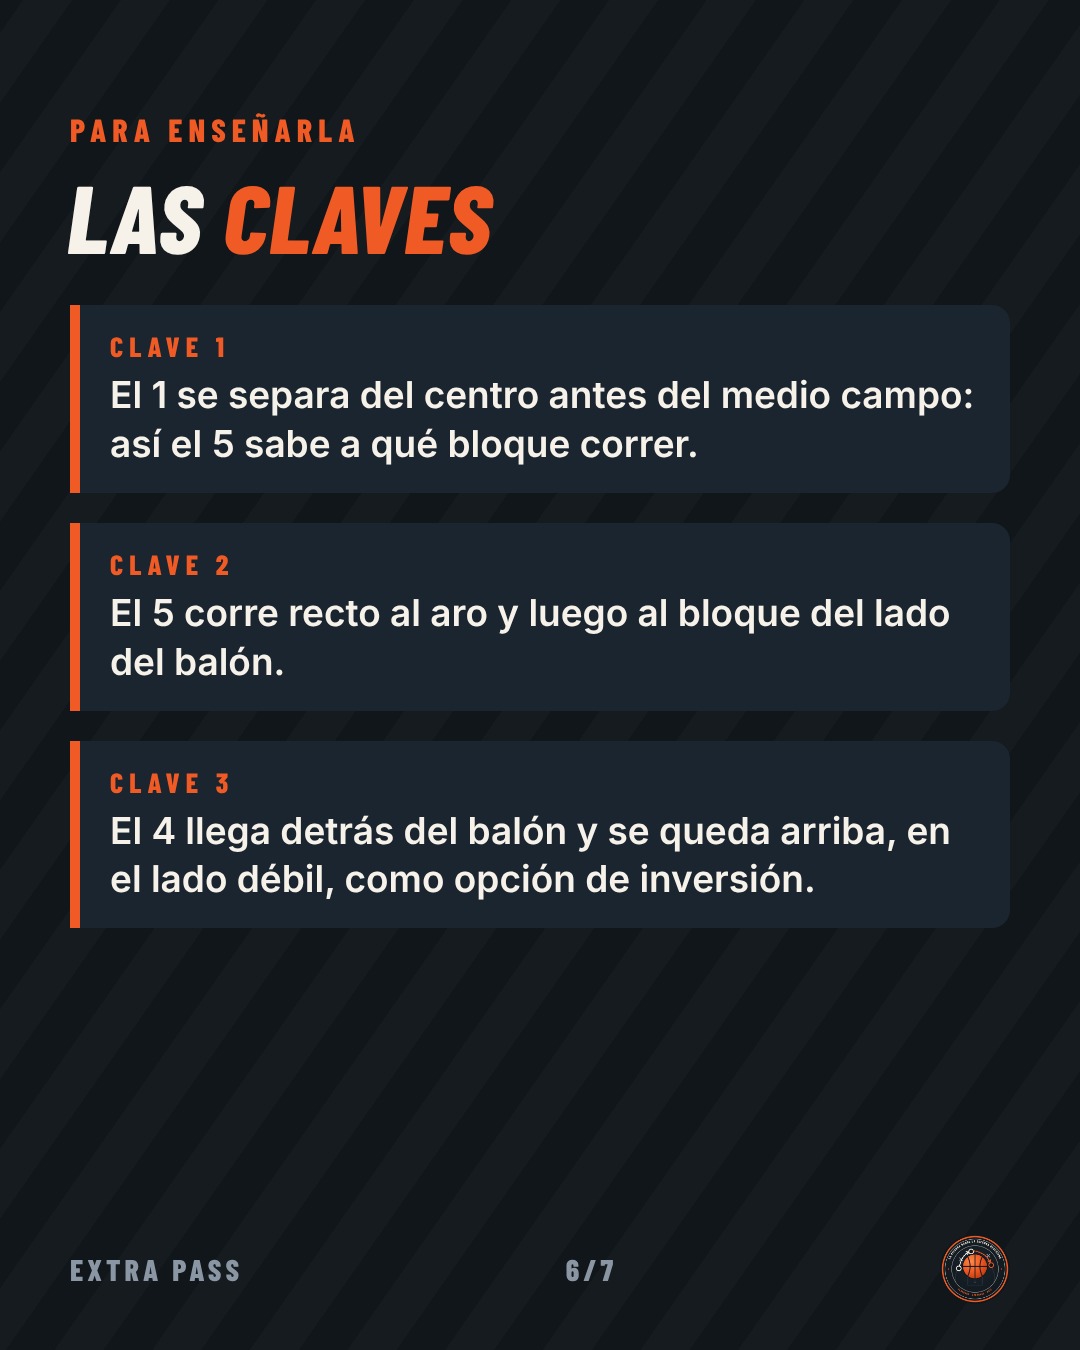 PARA ENSEÑARLA
LAS CLAVES
CLAVE 1
El 1 se separa del centro antes del medio campo:
así el 5 sabe a qué bloque correr.
CLAVE 2
El 5 corre recto al aro y luego al bloque del lado
del balón.
CLAVE 3
El 4 llega detrás del balón y se queda arriba, en
el lado débil, como opción de inversión.
EXTRA PASS
6/7